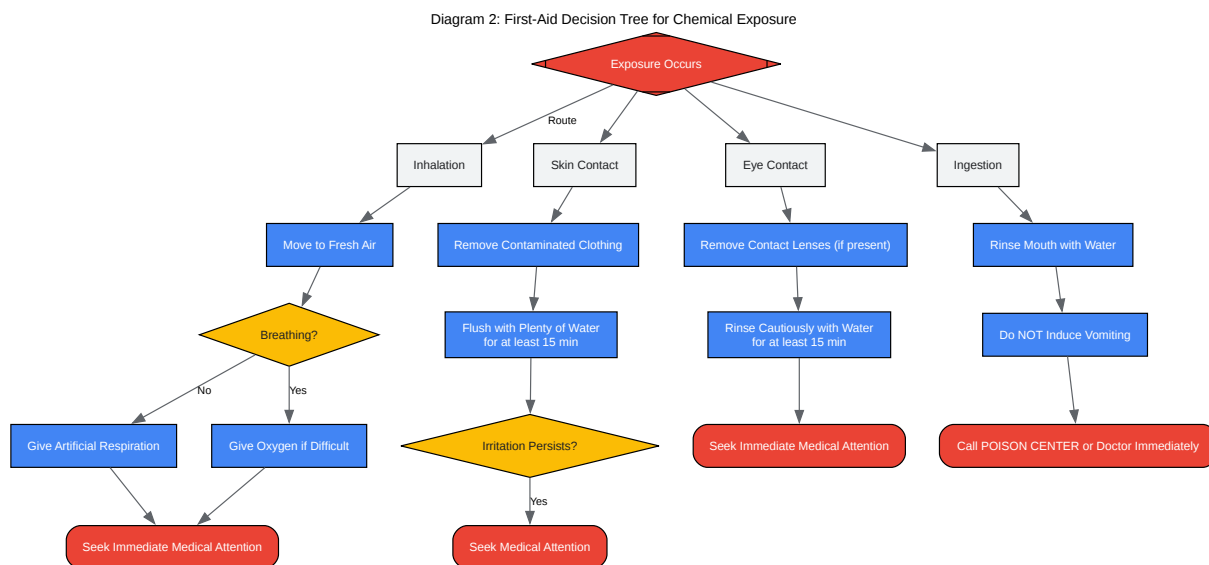 Diagram 2: First-Aid Decision Tree for Chemical Exposure
Exposure Occurs
Route
Inhalation
Skin Contact
Eye Contact
Ingestion
Move to Fresh Air
Remove Contaminated Clothing
Remove Contact Lenses (if present)
Rinse Mouth with Water
Breathing?
Flush with Plenty of Water
for at least 15 min
Rinse Cautiously with Water
for at least 15 min
Do NOT Induce Vomiting
No
Yes
Give Artificial Respiration
Give Oxygen if Difficult
Irritation Persists?
Seek Immediate Medical Attention
Call POISON CENTER or Doctor Immediately
Yes
Seek Immediate Medical Attention
Seek Medical Attention